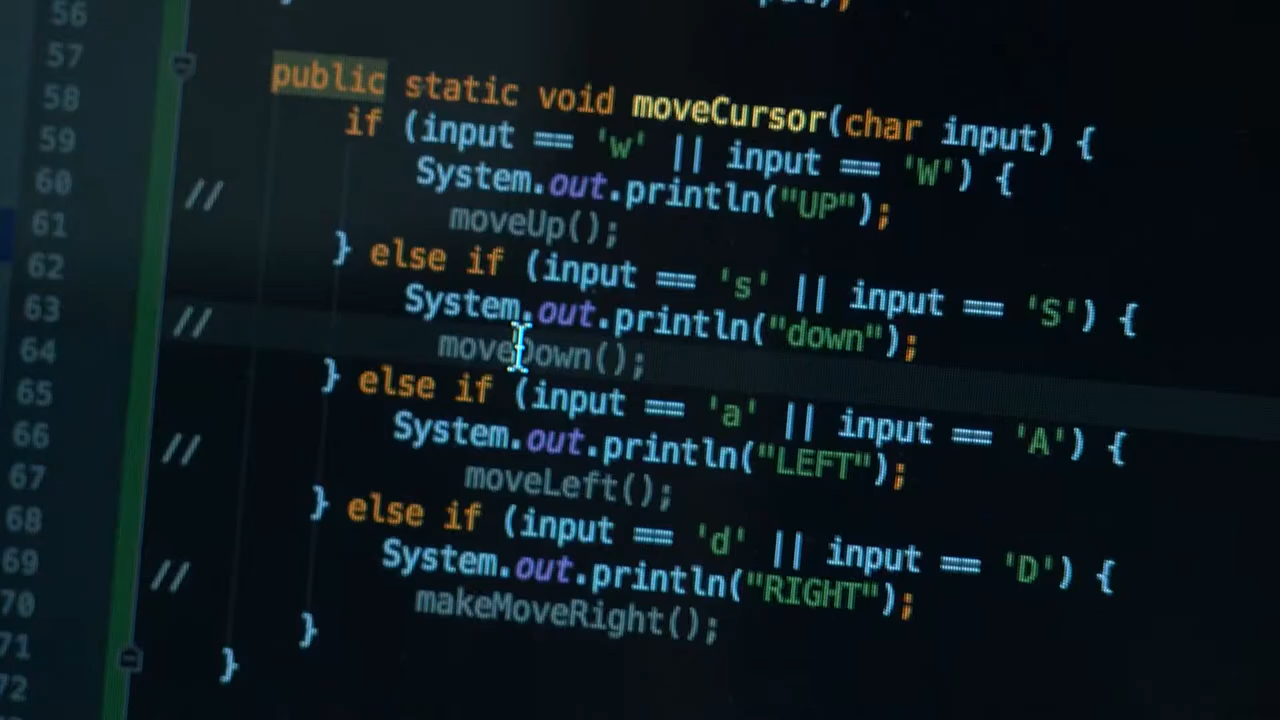 56
57
58 public static void moveCursor(char input) {
59 if (input == 'w' || input == 'W') {
60 System.out.println("UP");
61 // moveUp();
62 } else if (input == 's' || input == 'S') {
63 System.out.println("down");
64 // moveDown();
65 } else if (input == 'a' || input == 'A') {
66 System.out.println("LEFT");
67 // moveLeft();
68 } else if (input == 'd' || input == 'D') {
69 System.out.println("RIGHT");
70 // makeMoveRight();
71 }
72 }